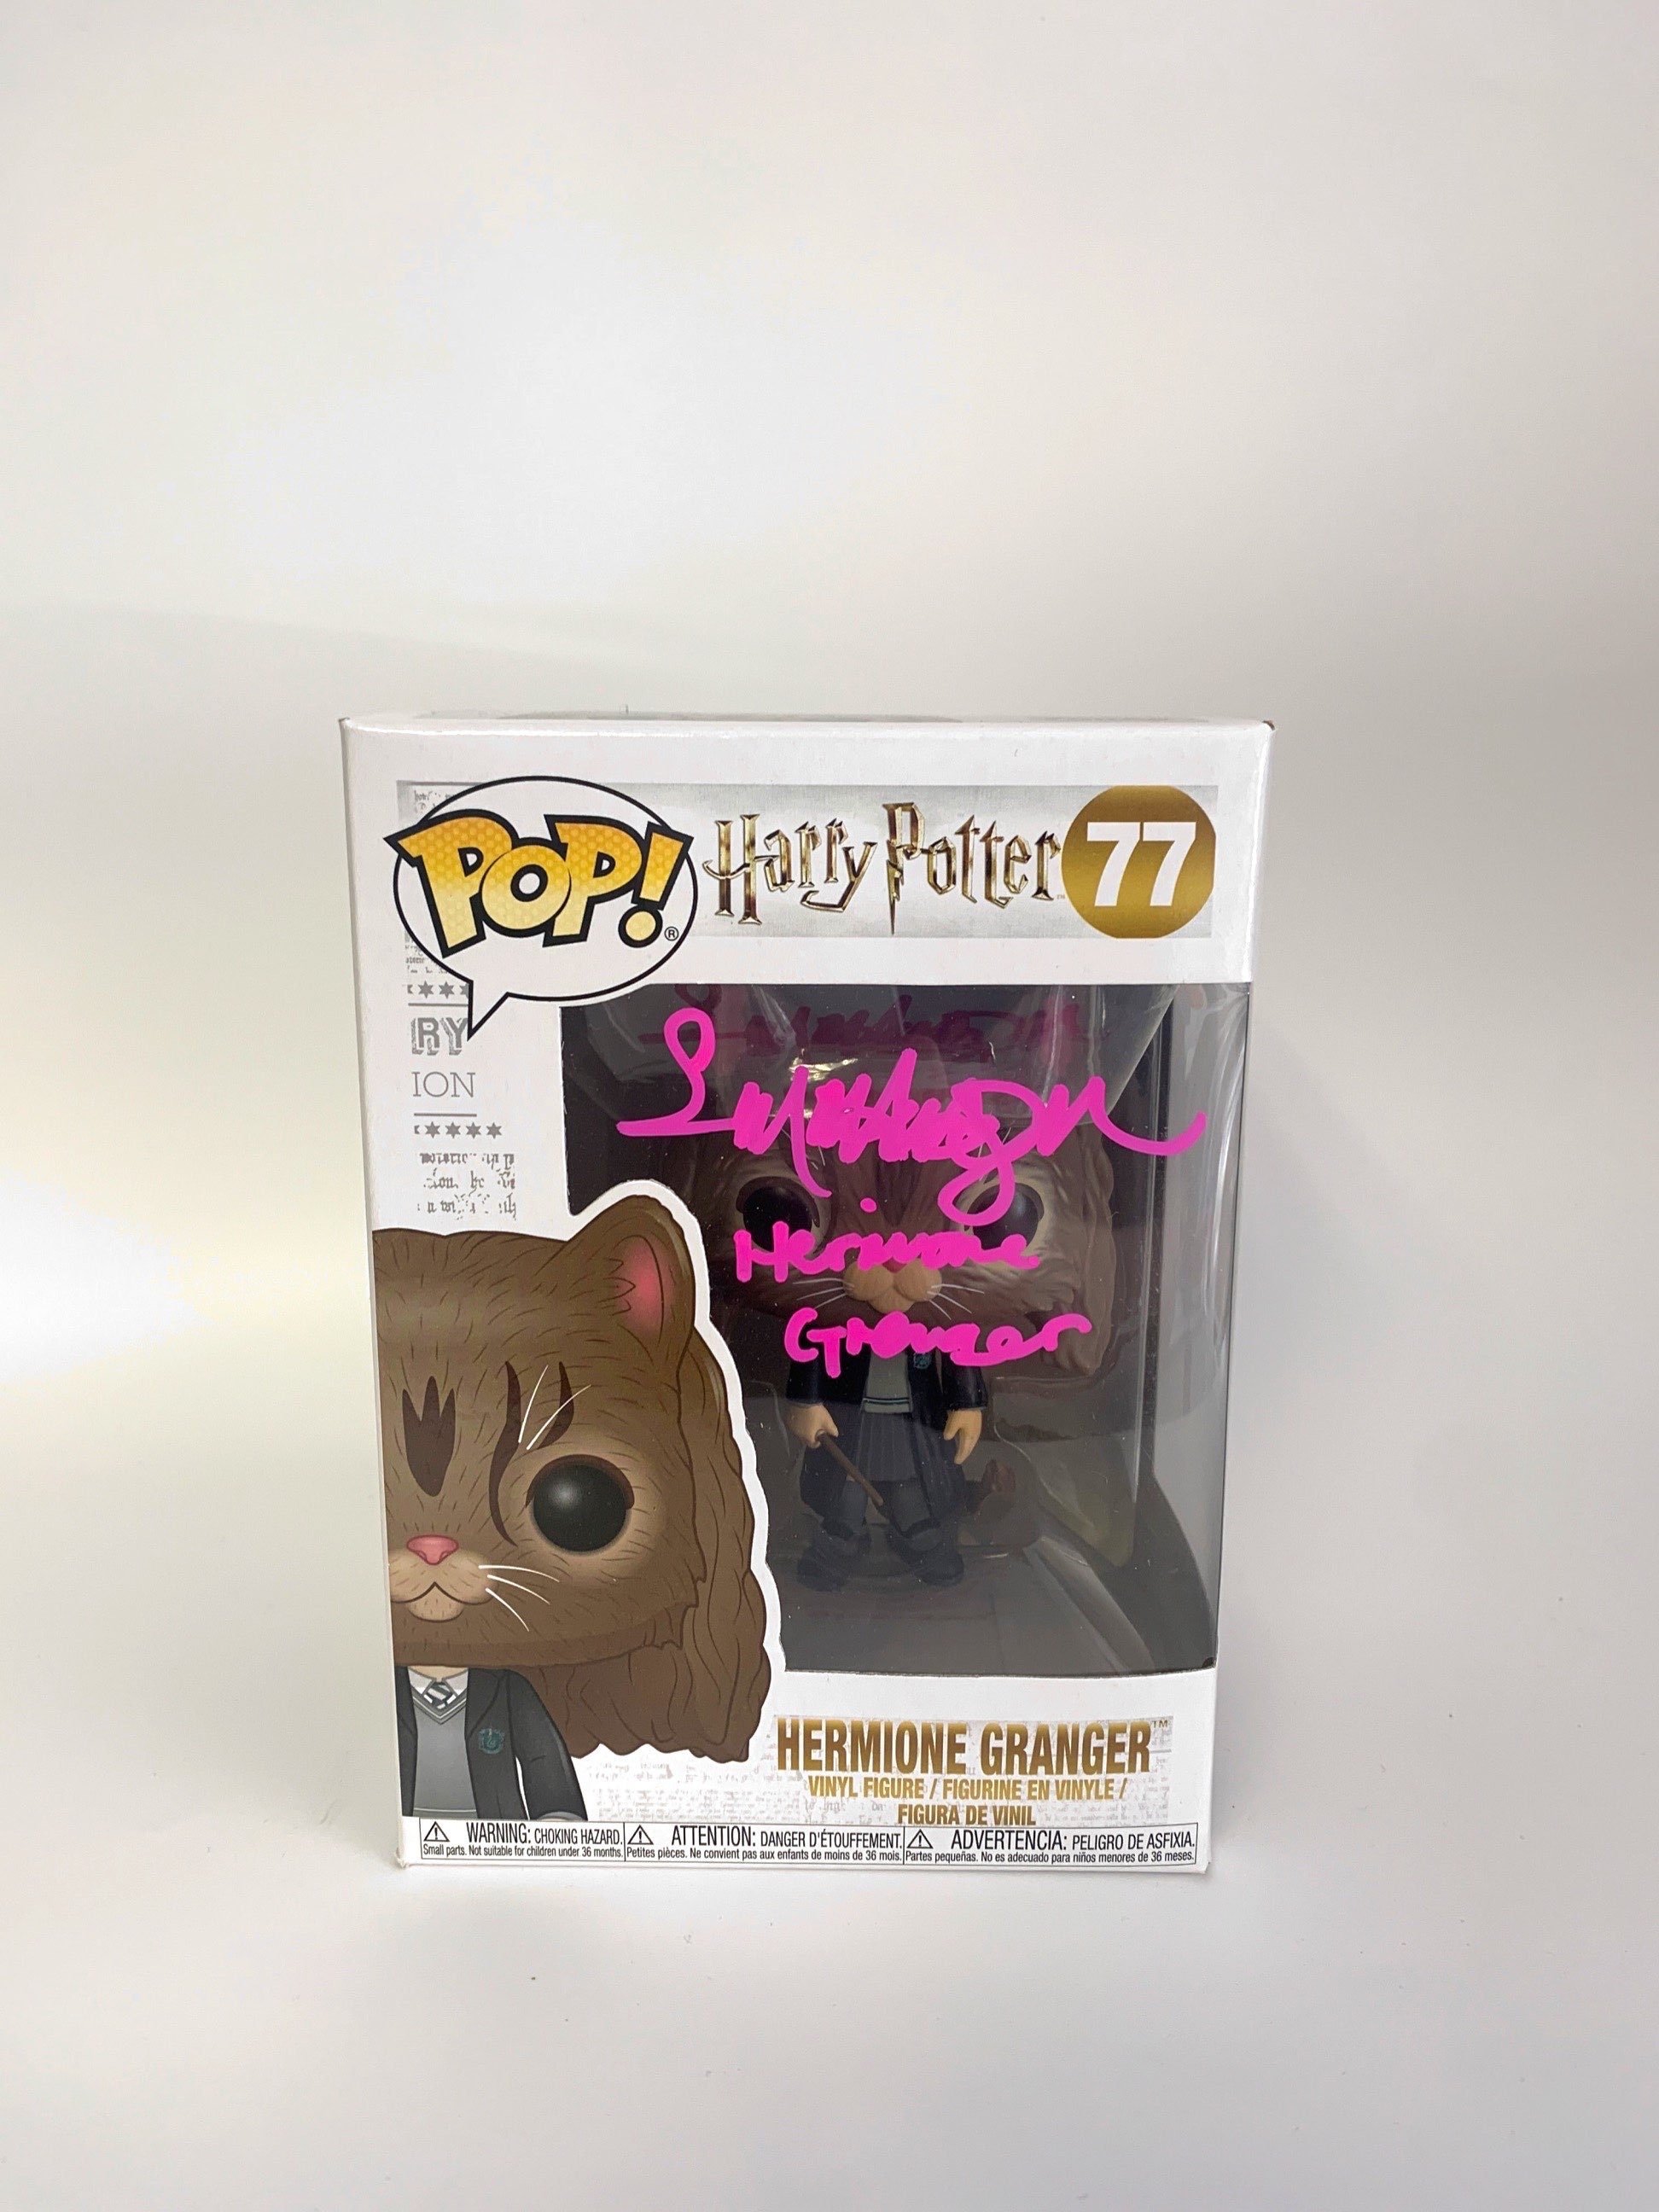 POP!®
Harry Potter™
77
RY
ION
Hermione
Granger
HERMIONE GRANGER™
VINYL FIGURE / FIGURINE EN VINYLE /
FIGURA DE VINIL
WARNING: CHOKING HAZARD.
Small parts. Not suitable for children under 36 months.
ATTENTION: DANGER D'ÉTOUFFEMENT.
Petites pièces. Ne convient pas aux enfants de moins de 36 mois.
ADVERTENCIA: PELIGRO DE ASFIXIA.
Partes pequeñas. No es adecuado para niños menores de 36 meses.